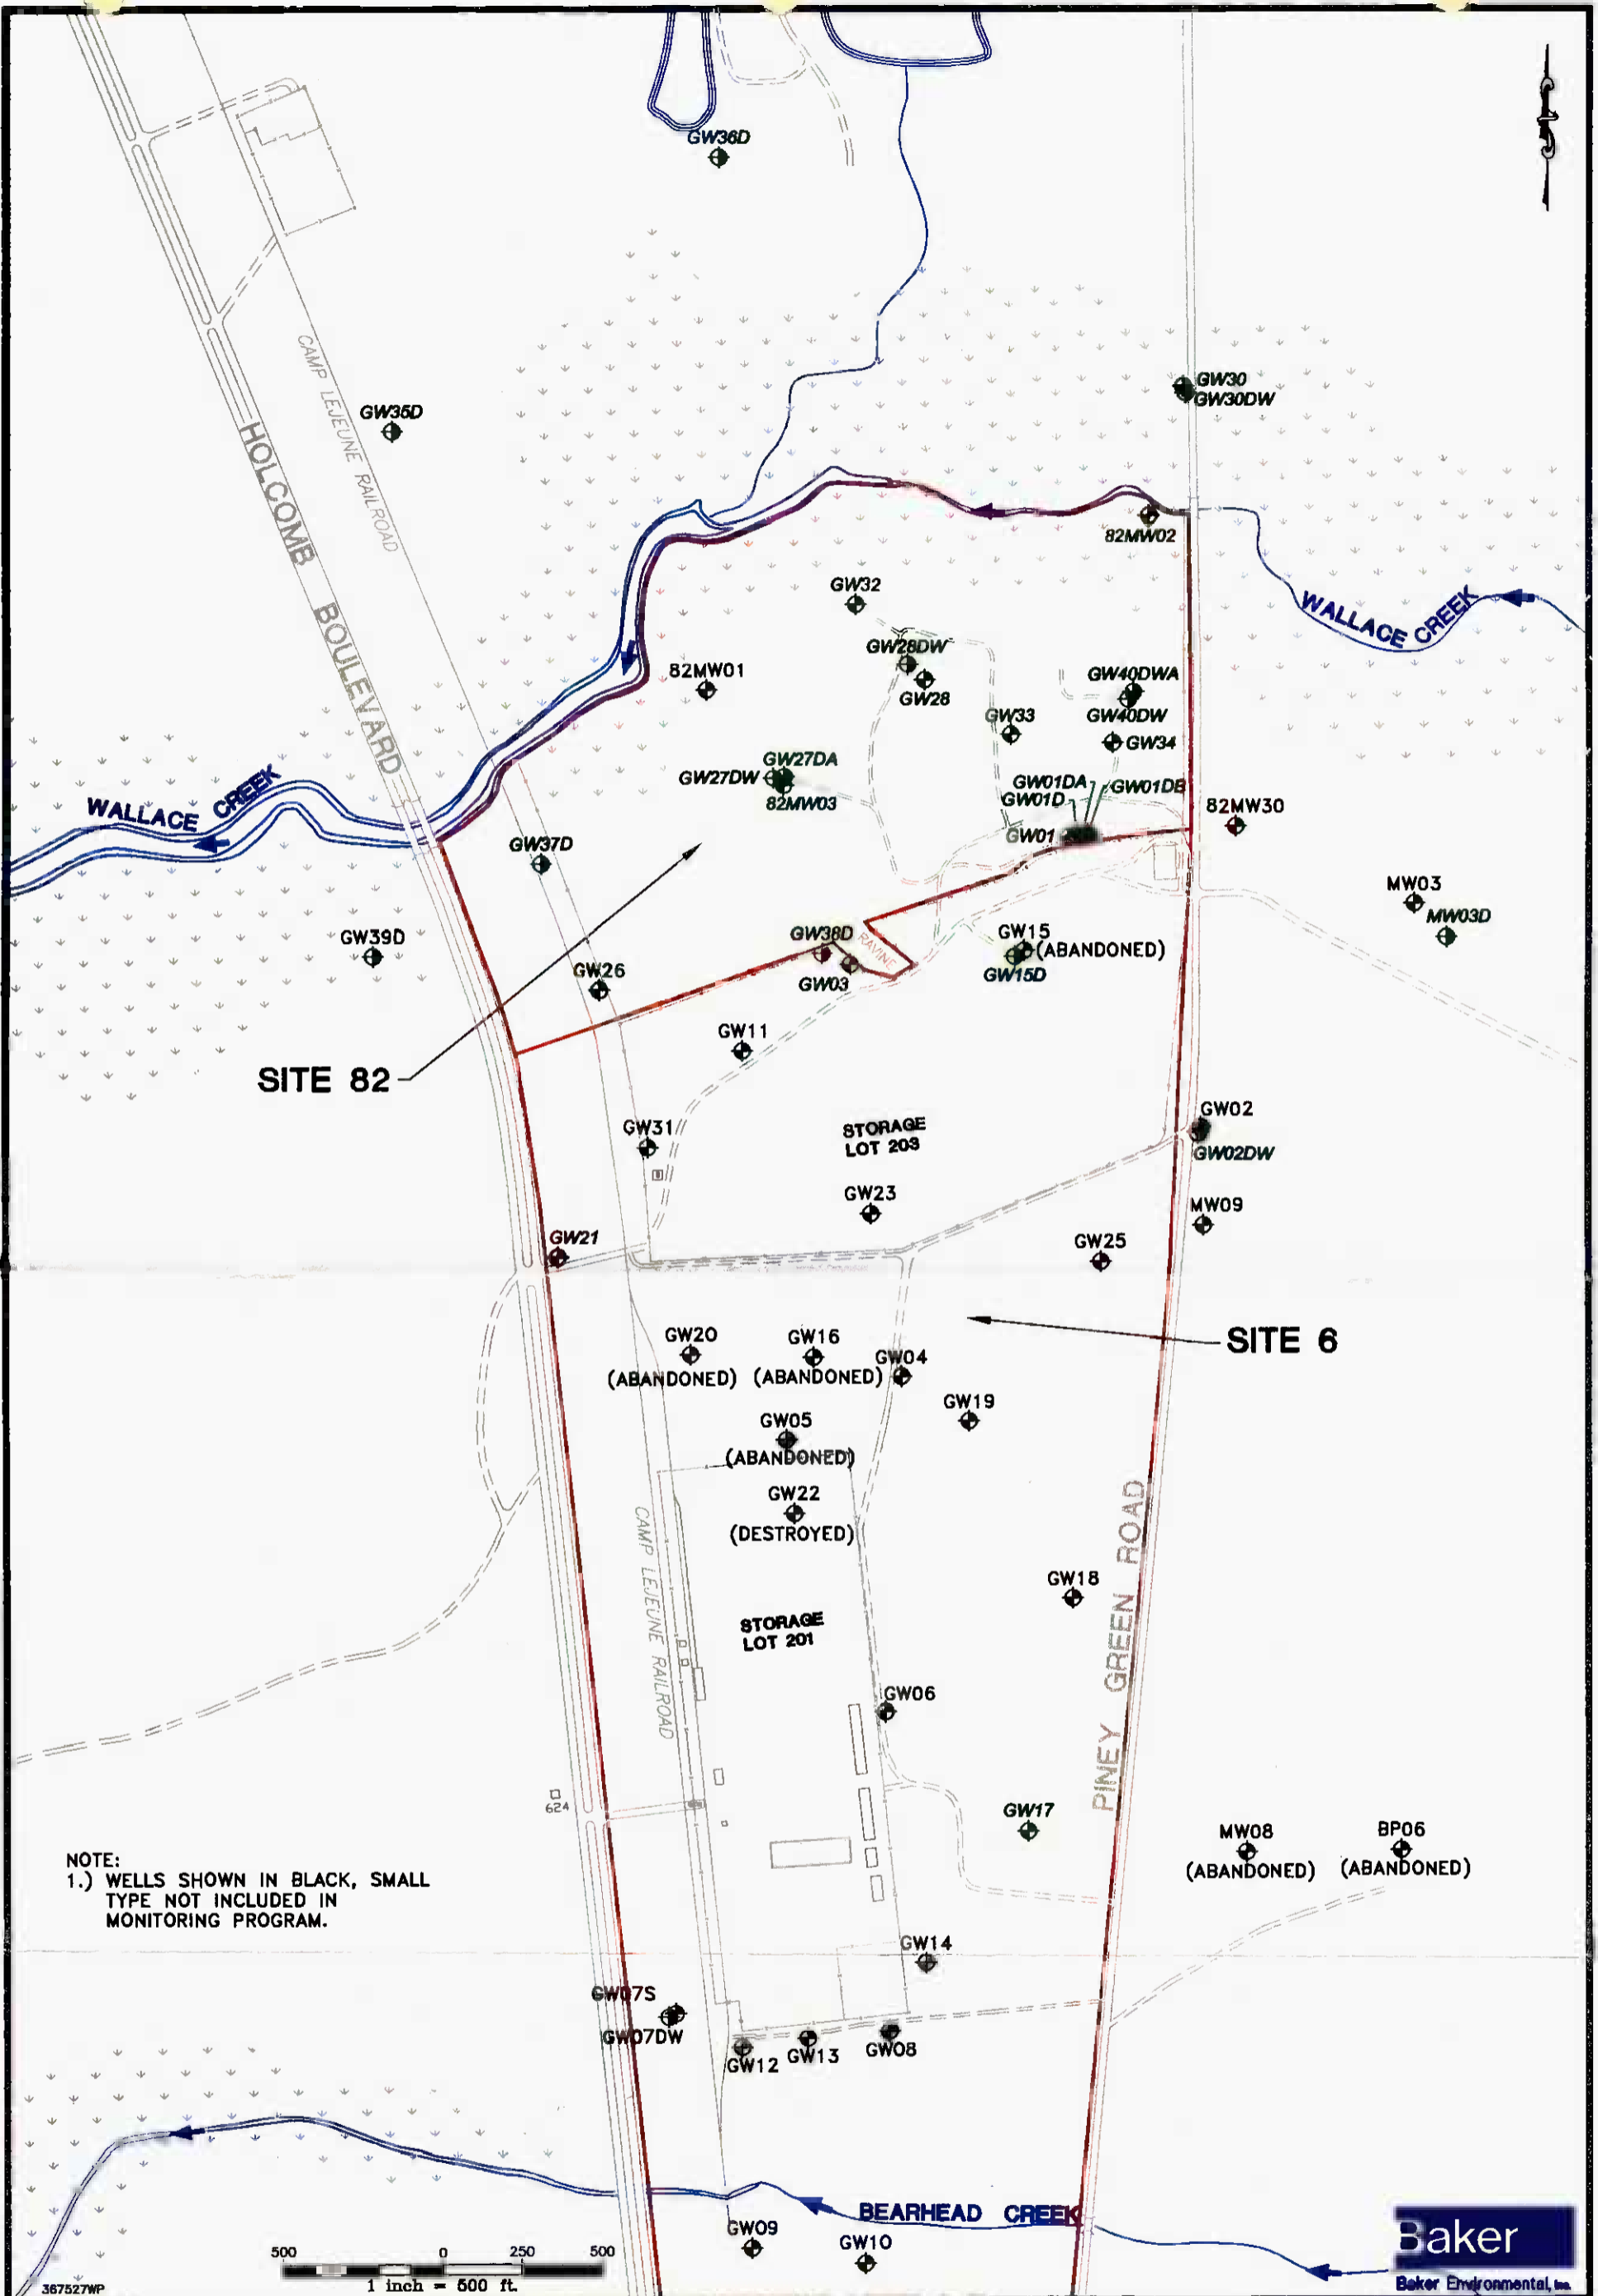 GW36D
CAMP LEJEUNE RAILROAD
GW30
GW30DW
GW35D
HOLCOMB BOULEVARD
82MW02
GW32
WALLACE CREEK
GW28DW
82MW01
GW28
GW40DWA
GW40DW
GW33
GW34
GW27DA
GW27DW
82MW03
GW01DA
GW01DB
GW01D
GW01
82MW30
WALLACE CREEK
GW37D
MW03
MW03D
GW39D
GW38D
RAVINE
GW15
(ABANDONED)
GW15D
GW26
GW03
GW11
SITE 82
GW31
STORAGE
LOT 203
GW02
GW02DW
GW23
MW09
GW21
GW25
SITE 6
GW20
(ABANDONED)
GW16
(ABANDONED)
GW04
GW19
GW05
(ABANDONED)
GW22
(DESTROYED)
CAMP LEJEUNE RAILROAD
PINEY GREEN ROAD
GW18
STORAGE
LOT 201
GW06
624
GW17
MW08
(ABANDONED)
BP06
(ABANDONED)
NOTE:
1.) WELLS SHOWN IN BLACK, SMALL
TYPE NOT INCLUDED IN
MONITORING PROGRAM.
GW14
GW07S
GW07DW
GW12
GW13
GW08
BEARHEAD CREEK
GW09
GW10
500 0 250 500
1 inch = 500 ft.
367527WP
Baker
Baker Environmental, Inc.